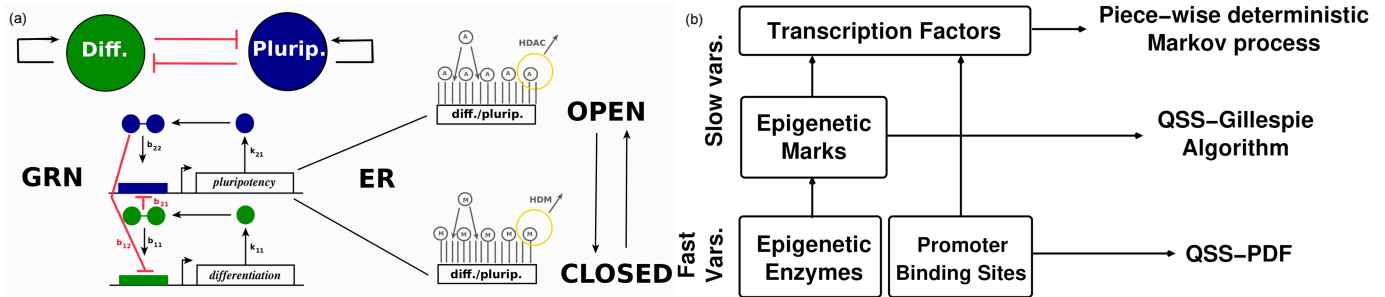 (a)
Diff.
Plurip.
A
HDAC
A A A A A
diff./plurip.
OPEN
b22
k21
GRN
pluripotency
ER
b21
b12
b11
k11
differentiation
M
HDM
M M M M M
diff./plurip.
CLOSED
(b)
Slow vars.
Transcription Factors
Piece–wise deterministic
Markov process
Epigenetic
Marks
QSS–Gillespie
Algorithm
Fast
Vars.
Epigenetic
Enzymes
Promoter
Binding Sites
QSS–PDF